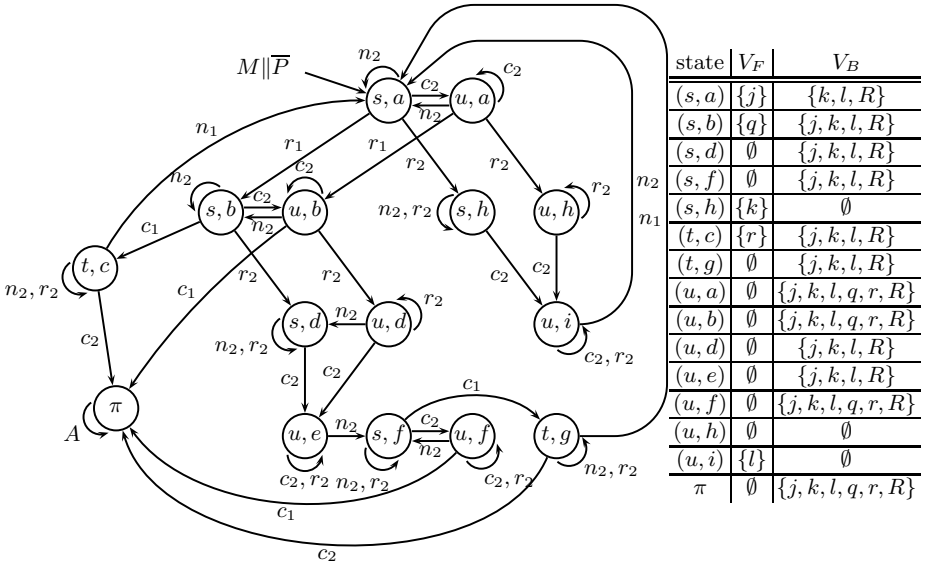 M∥P̅
n₂
s, a
c₂
n₂
u, a
c₂
n₁
r₁
r₁
r₂
r₂
n₂
s, b
c₂
n₂
u, b
c₂
n₂, r₂
s, h
u, h
r₂
n₂
n₁
c₁
t, c
n₂, r₂
c₁
r₂
r₂
c₂
c₂
c₂
n₂, r₂
s, d
n₂
u, d
r₂
u, i
c₂, r₂
c₂
c₂
π
A
c₁
u, e
c₂, r₂
n₂
s, f
n₂, r₂
c₂
n₂
u, f
c₂, r₂
t, g
n₂, r₂
c₁
c₂
state V_F V_B
(s, a) {j} {k, l, R}
(s, b) {q} {j, k, l, R}
(s, d) ∅ {j, k, l, R}
(s, f) ∅ {j, k, l, R}
(s, h) {k} ∅
(t, c) {r} {j, k, l, R}
(t, g) ∅ {j, k, l, R}
(u, a) ∅ {j, k, l, q, r, R}
(u, b) ∅ {j, k, l, q, r, R}
(u, d) ∅ {j, k, l, R}
(u, e) ∅ {j, k, l, R}
(u, f) ∅ {j, k, l, q, r, R}
(u, h) ∅ ∅
(u, i) {l} ∅
π ∅ {j, k, l, q, r, R}